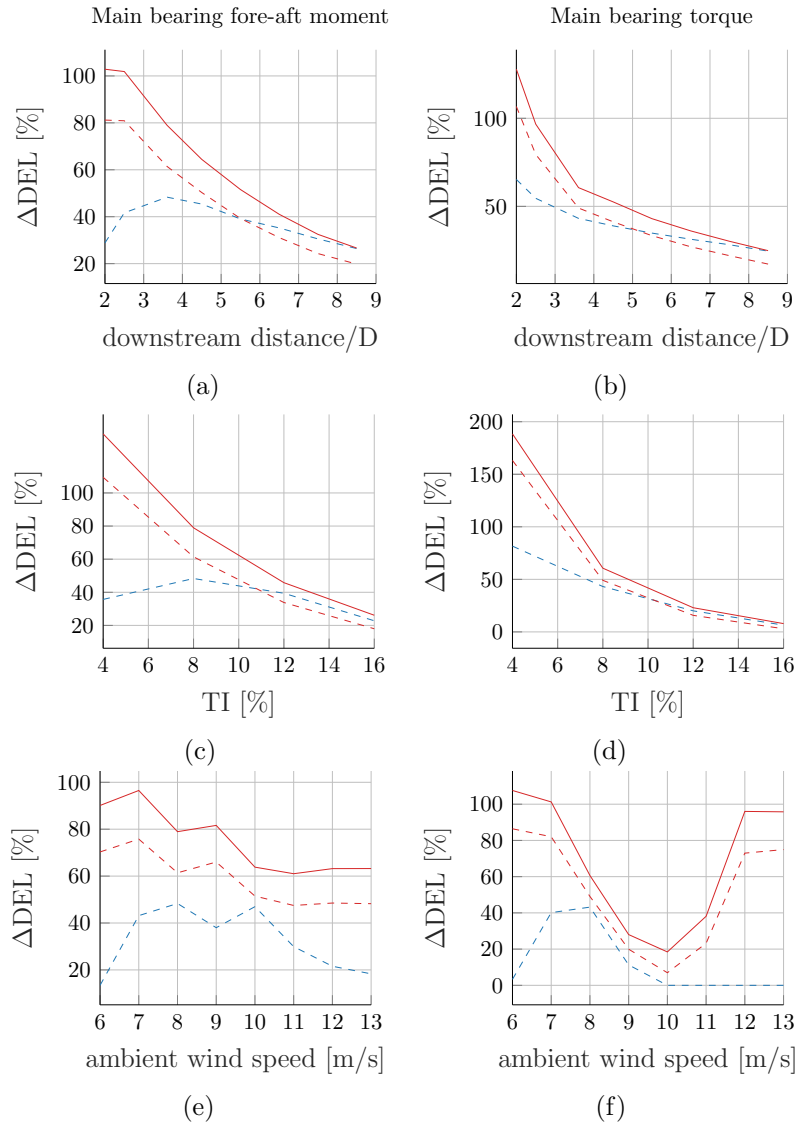 Main bearing fore-aft moment
Main bearing torque
ΔDEL [%]
100
80
60
40
20
2 3 4 5 6 7 8 9
downstream distance/D
(a)
ΔDEL [%]
100
50
2 3 4 5 6 7 8 9
downstream distance/D
(b)
ΔDEL [%]
100
80
60
40
20
4 6 8 10 12 14 16
TI [%]
(c)
ΔDEL [%]
200
150
100
50
0
4 6 8 10 12 14 16
TI [%]
(d)
ΔDEL [%]
100
80
60
40
20
6 7 8 9 10 11 12 13
ambient wind speed [m/s]
(e)
ΔDEL [%]
100
80
60
40
20
0
6 7 8 9 10 11 12 13
ambient wind speed [m/s]
(f)